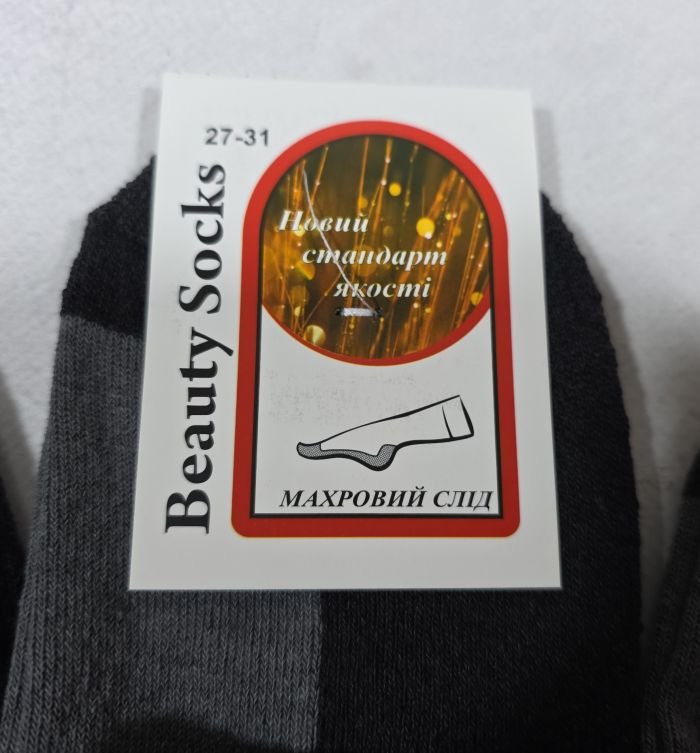 27-31
Beauty Socks
Новий
стандарт
якості
МАХРОВИЙ СЛІД